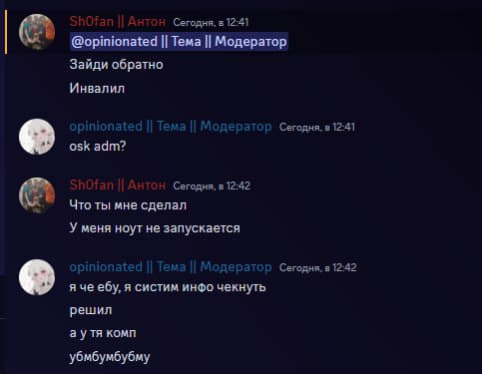 Sh0fan || Антон Сегодня, в 12:41
@opinionated || Тема || Модератор
Зайди обратно
Инвалил
opinionated || Тема || Модератор Сегодня, в 12:41
osk adm?
Sh0fan || Антон Сегодня, в 12:42
Что ты мне сделал
У меня ноут не запускается
opinionated || Тема || Модератор Сегодня, в 12:42
я че ебу, я систим инфо чекнуть
решил
а у тя комп
убмбумбубму